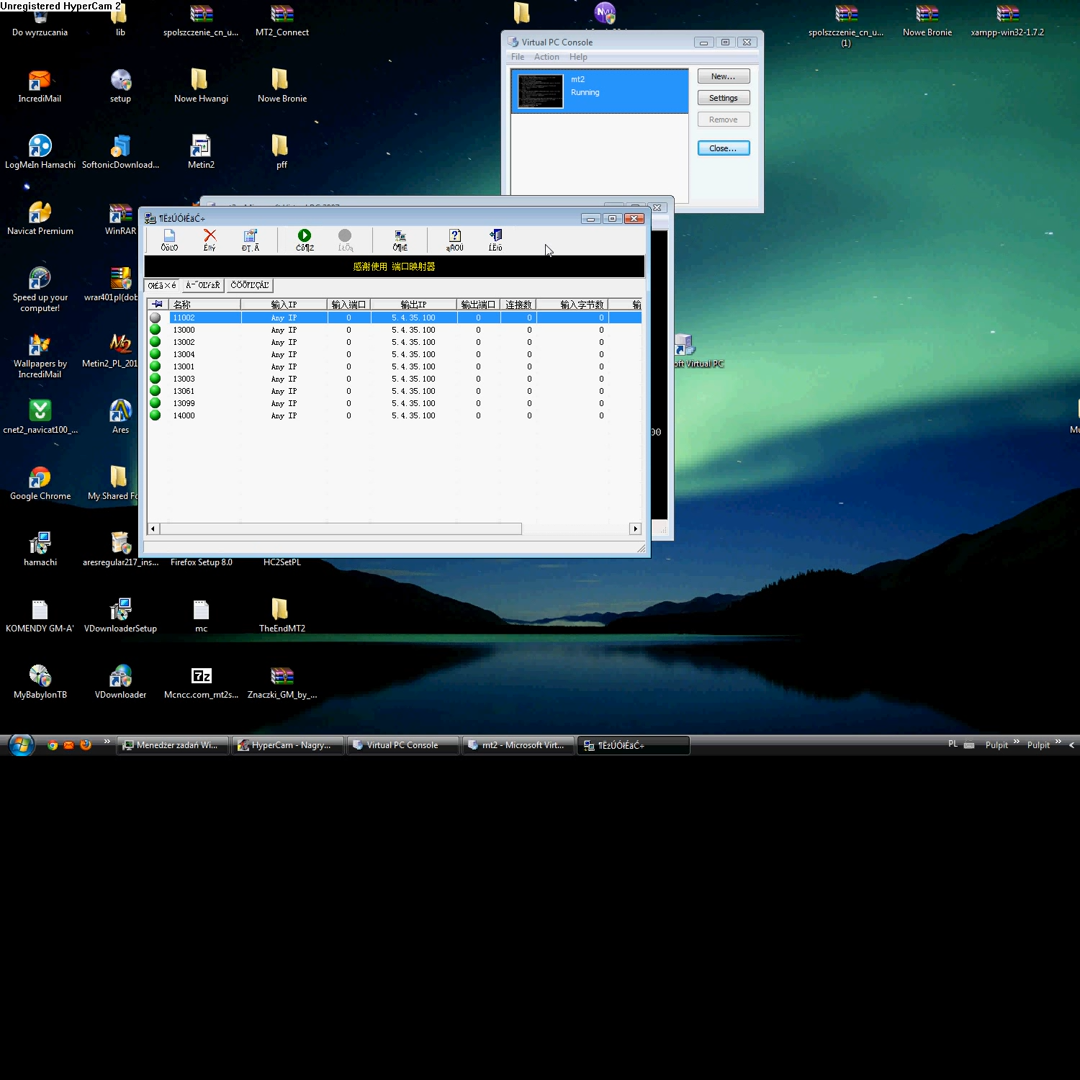 Unregistered HyperCam 2
Do wyrzucania
lib
spolszczenie_cn_u...
MT2_Connect
spolszczenie_cn_u...
(1)
Nowe Bronie
xampp-win32-1.7.2
Virtual PC Console
File Action Help
mt2
Running
New...
Settings
Remove
Close...
IncrediMail
setup
Nowe Hwangi
Nowe Bronie
LogMeIn Hamachi
SoftonicDownload...
Metin2
pff
Navicat Premium
WinRAR
Speed up your
computer!
wrar401pl(dob
Wallpapers by
IncrediMail
Metin2_PL_201
cnet2_navicat100_...
Ares
Google Chrome
My Shared Fo
hamachi
aresregular217_ins...
Firefox Setup 8.0
HC2SetPL
KOMENDY GM-A'
VDownloaderSetup
mc
TheEndMT2
MyBabylonTB
VDownloader
Mcncc.com_mt2s...
Znaczki_GM_by_...
oft Virtual PC
00
感谢使用 端口映射器
名称 输入IP 输入端口 输出IP 输出端口 连接数 输入字节数 输
11002 Any IP 0 5.4.35.100 0 0 0
13000 Any IP 0 5.4.35.100 0 0 0
13002 Any IP 0 5.4.35.100 0 0 0
13004 Any IP 0 5.4.35.100 0 0 0
13001 Any IP 0 5.4.35.100 0 0 0
13003 Any IP 0 5.4.35.100 0 0 0
13061 Any IP 0 5.4.35.100 0 0 0
13099 Any IP 0 5.4.35.100 0 0 0
14000 Any IP 0 5.4.35.100 0 0 0
Menedżer zadań Wi...
HyperCam - Nagry...
Virtual PC Console
mt2 - Microsoft Virt...
PL
Pulpit
Pulpit